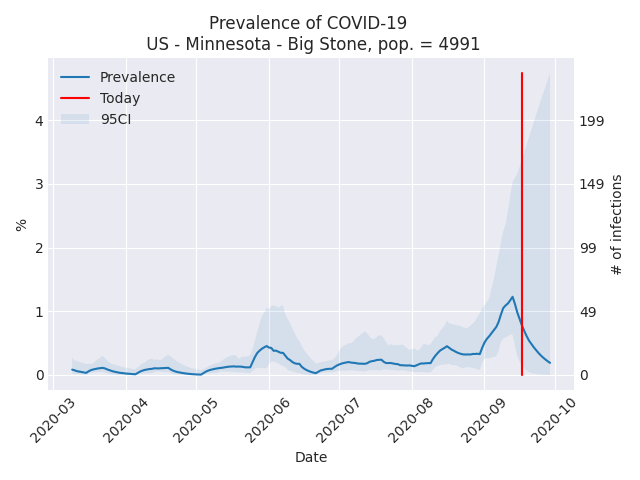 Prevalence of COVID-19
US - Minnesota - Big Stone, pop. = 4991
Prevalence
Today
95CI
%
4
3
2
1
0
199
149
99
49
0
# of infections
2020-03
2020-04
2020-05
2020-06
2020-07
2020-08
2020-09
2020-10
Date